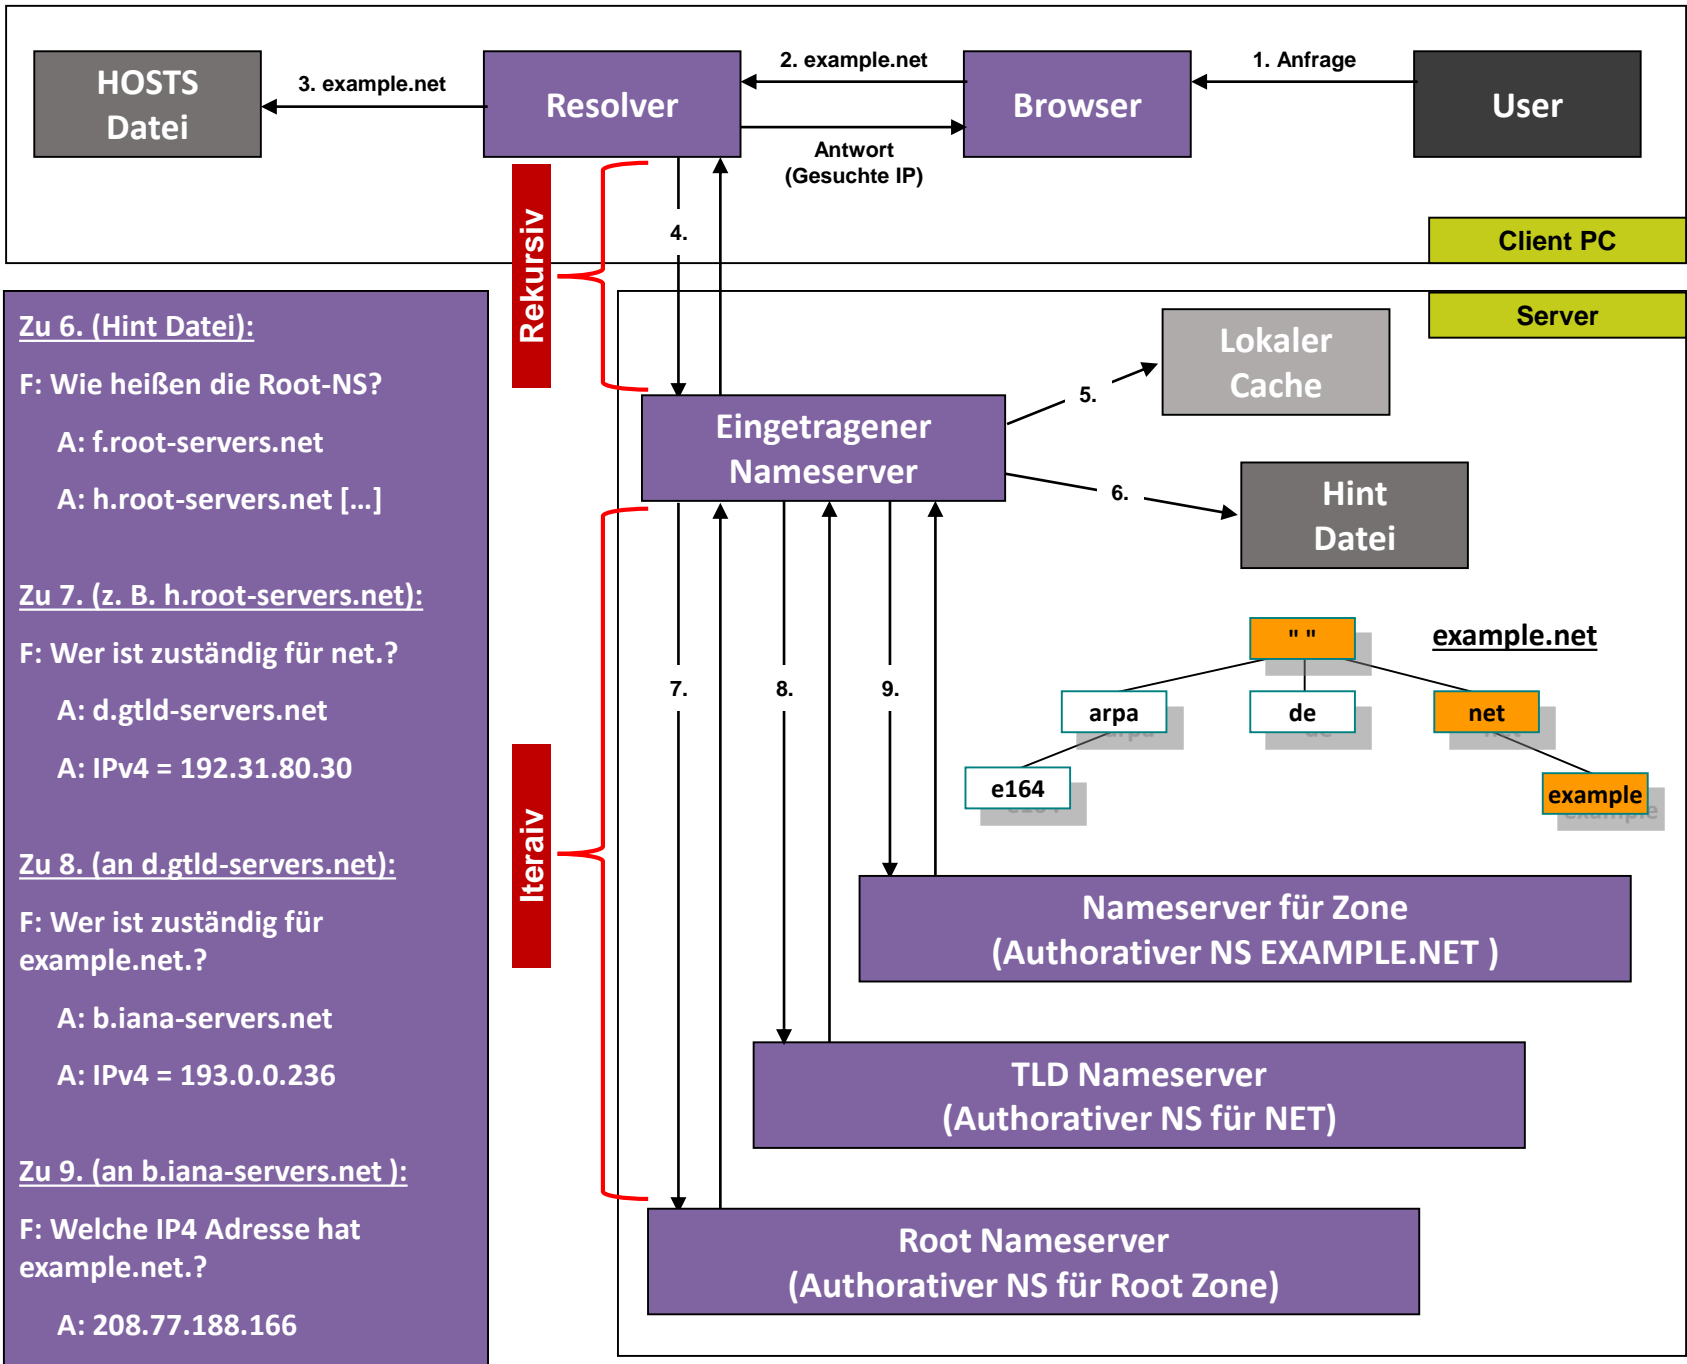 HOSTS
Datei
3. example.net
Resolver
2. example.net
Antwort
(Gesuchte IP)
Browser
1. Anfrage
User
Client PC
Rekursiv
4.
Server
Zu 6. (Hint Datei):
F: Wie heißen die Root-NS?
A: f.root-servers.net
A: h.root-servers.net [...]
Zu 7. (z. B. h.root-servers.net):
F: Wer ist zuständig für net.?
A: d.gtld-servers.net
A: IPv4 = 192.31.80.30
Zu 8. (an d.gtld-servers.net):
F: Wer ist zuständig für
example.net.?
A: b.iana-servers.net
A: IPv4 = 193.0.0.236
Zu 9. (an b.iana-servers.net ):
F: Welche IP4 Adresse hat
example.net.?
A: 208.77.188.166
Iteraiv
Eingetragener
Nameserver
5.
Lokaler
Cache
6.
Hint
Datei
7.
8.
9.
" "
example.net
arpa
de
net
e164
example
Nameserver für Zone
(Authorativer NS EXAMPLE.NET )
TLD Nameserver
(Authorativer NS für NET)
Root Nameserver
(Authorativer NS für Root Zone)